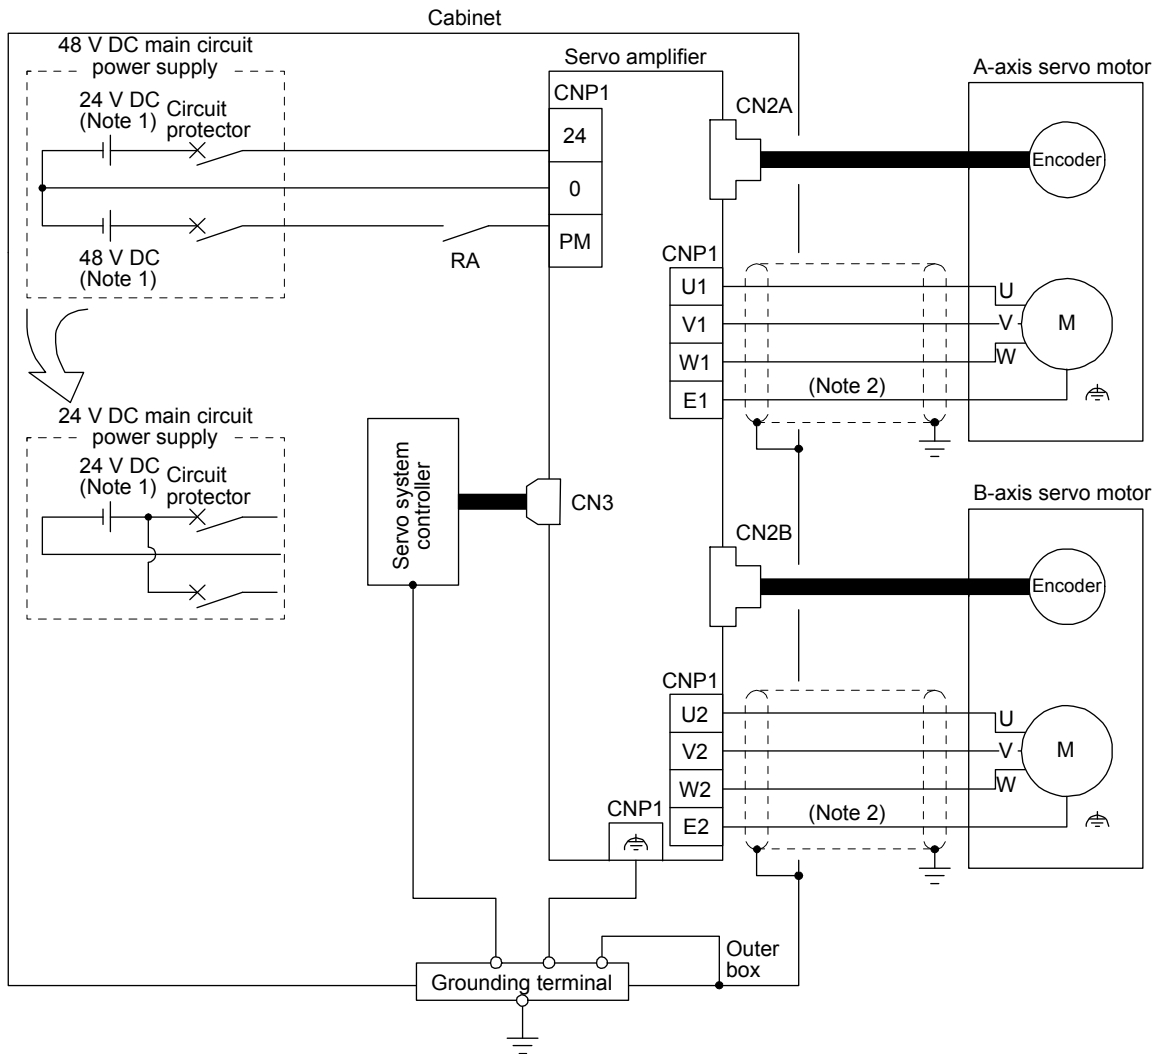 Cabinet
48 V DC main circuit
power supply
24 V DC
(Note 1)
Circuit
protector
48 V DC
(Note 1)
RA
Servo amplifier
CNP1
24
0
PM
CN2A
A-axis servo motor
Encoder
CNP1
U1
V1
W1
E1
(Note 2)
U
V
W
M
24 V DC main circuit
power supply
24 V DC
(Note 1)
Circuit
protector
Servo system
controller
CN3
CN2B
B-axis servo motor
Encoder
CNP1
U2
V2
W2
E2
(Note 2)
U
V
W
M
CNP1
Outer
box
Grounding terminal